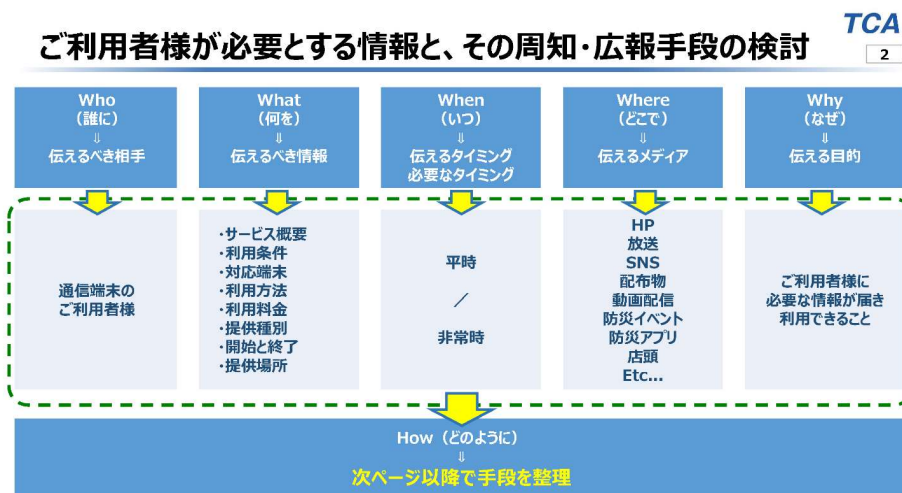 TCA
ご利用者様が必要とする情報と、その周知・広報手段の検討
2
Who
（誰に）
⇓
伝えるべき相手
What
（何を）
⇓
伝えるべき情報
When
（いつ）
⇓
伝えるタイミング
必要なタイミング
Where
（どこで）
⇓
伝えるメディア
Why
（なぜ）
⇓
伝える目的
通信端末の
ご利用者様
・サービス概要
・利用条件
・対応端末
・利用方法
・利用料金
・提供種別
・開始と終了
・提供場所
平時
／
非常時
HP
放送
SNS
配布物
動画配信
防災イベント
防災アプリ
店頭
Etc...
ご利用者様に
必要な情報が届き
利用できること
How（どのように）
⇓
次ページ以降で手段を整理